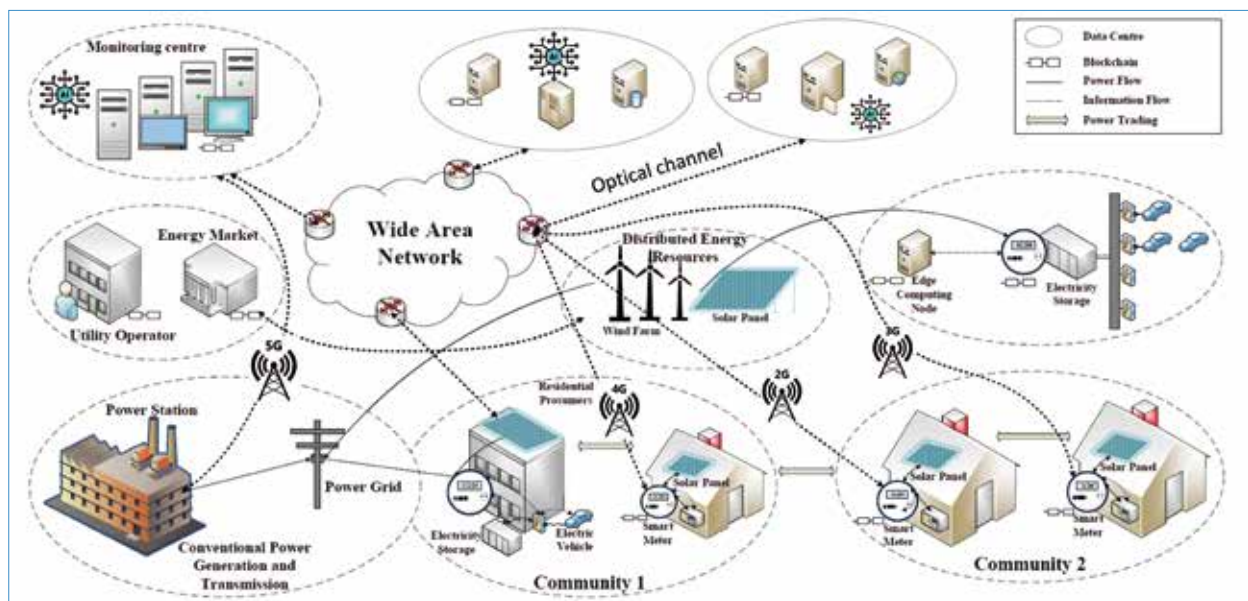 Monitoring centre
AI
AI
AI
Data Centre
Blockchain
Power Flow
Information Flow
Power Trading
Optical channel
Wide Area
Network
Energy Market
Utility Operator
Distributed Energy
Resources
Wind Farm
Solar Panel
Edge
Computing
Node
Electricity
Storage
5G
4G
2G
3G
Power Station
Power Grid
Conventional Power
Generation and
Transmission
Residential
Prosumers
Electricity
Storage
Electric
Vehicle
Solar Panel
Smart
Meter
Community 1
Solar Panel
Smart
Meter
Solar Panel
Smart
Meter
Community 2